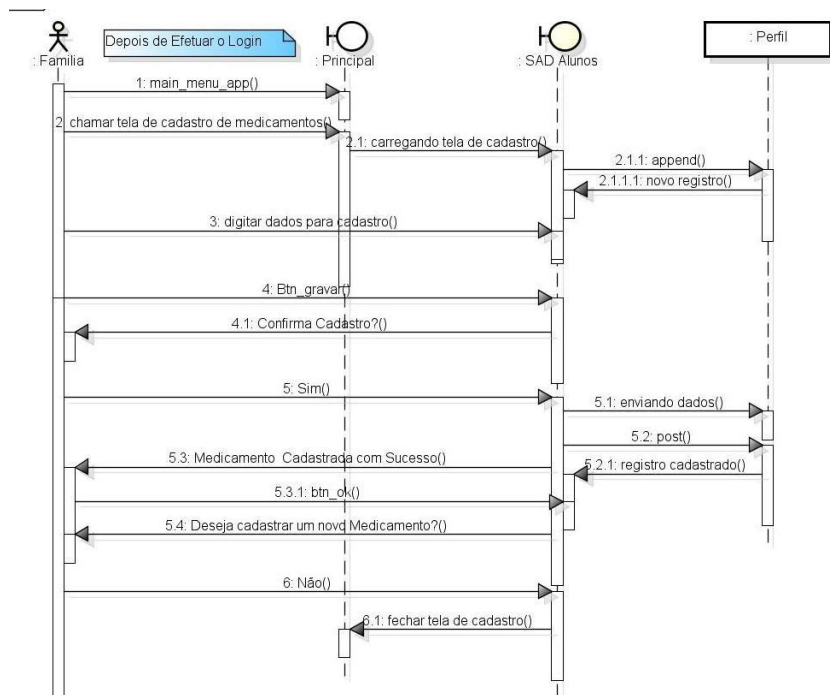 Depois de Efetuar o Login
: Familia
: Principal
: SAD Alunos
: Perfil
1: main_menu_app()
2: chamar tela de cadastro de medicamentos()
2.1: carregando tela de cadastro()
2.1.1: append()
2.1.1.1: novo registro()
3: digitar dados para cadastro()
4: Btn_gravar()
4.1: Confirma Cadastro?()
5: Sim()
5.1: enviando dados()
5.2: post()
5.3: Medicamento Cadastrada com Sucesso()
5.2.1: registro cadastrado()
5.3.1: btn_ok()
5.4: Deseja cadastrar um novo Medicamento?()
6: Não()
6.1: fechar tela de cadastro()